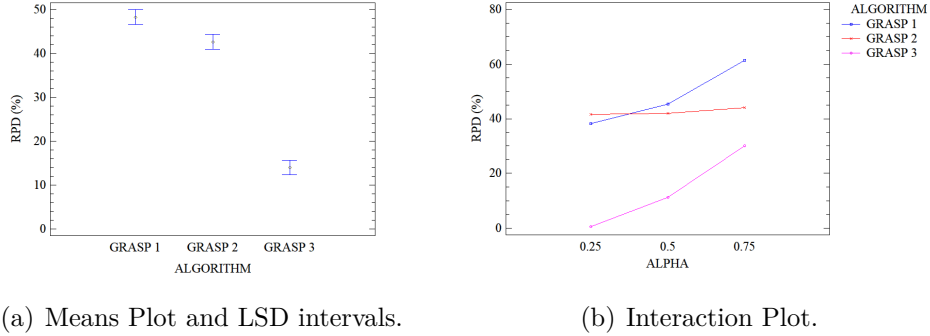 50
40
30
20
10
0
RPD (%)
GRASP 1 GRASP 2 GRASP 3
ALGORITHM
(a) Means Plot and LSD intervals.
80
60
40
20
0
RPD (%)
0.25 0.5 0.75
ALPHA
ALGORITHM
GRASP 1
GRASP 2
GRASP 3
(b) Interaction Plot.